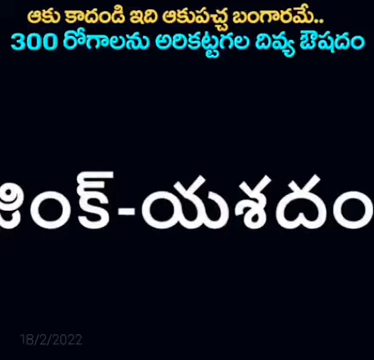 ఆకు కాదండి ఇది ఆకుపచ్చ బంగారమే..
300 రోగాలను అరికట్టగల దివ్య ఔషదం
జింక్-యశదం
18/2/2022